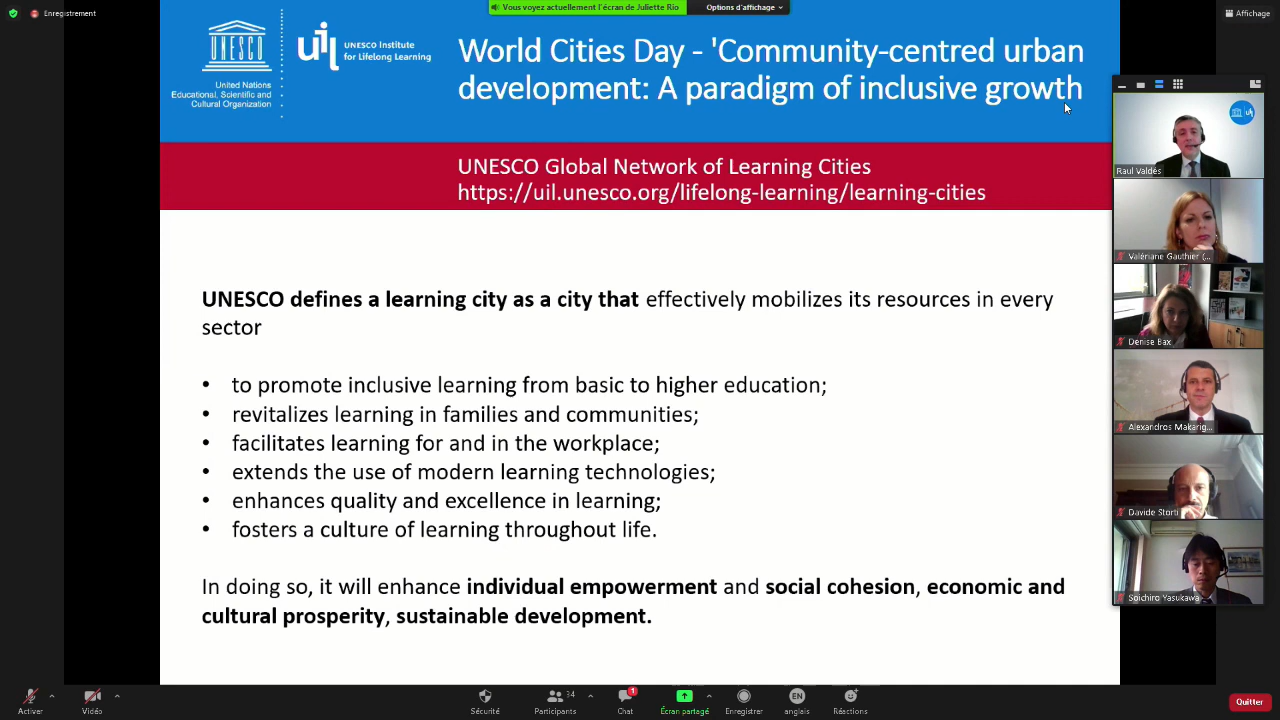 Enregistrement
Vous voyez actuellement l'écran de Juliette Rio
Options d'affichage
Affichage
UNESCO
United Nations
Educational, Scientific and
Cultural Organization
uil
UNESCO Institute
for Lifelong Learning
World Cities Day - 'Community-centred urban
development: A paradigm of inclusive growth
UNESCO Global Network of Learning Cities
https://uil.unesco.org/lifelong-learning/learning-cities
UNESCO defines a learning city as a city that effectively mobilizes its resources in every
sector
• to promote inclusive learning from basic to higher education;
• revitalizes learning in families and communities;
• facilitates learning for and in the workplace;
• extends the use of modern learning technologies;
• enhances quality and excellence in learning;
• fosters a culture of learning throughout life.
In doing so, it will enhance individual empowerment and social cohesion, economic and
cultural prosperity, sustainable development.
Raul Valdés
Valériane Gauthier (...
Denise Bax
Alexandros Makarig...
Davide Storti
Soichiro Yasukawa
Activer
Vidéo
Sécurité
34
Participants
1
Chat
Écran partagé
Enregistrer
EN
anglais
Réactions
Quitter